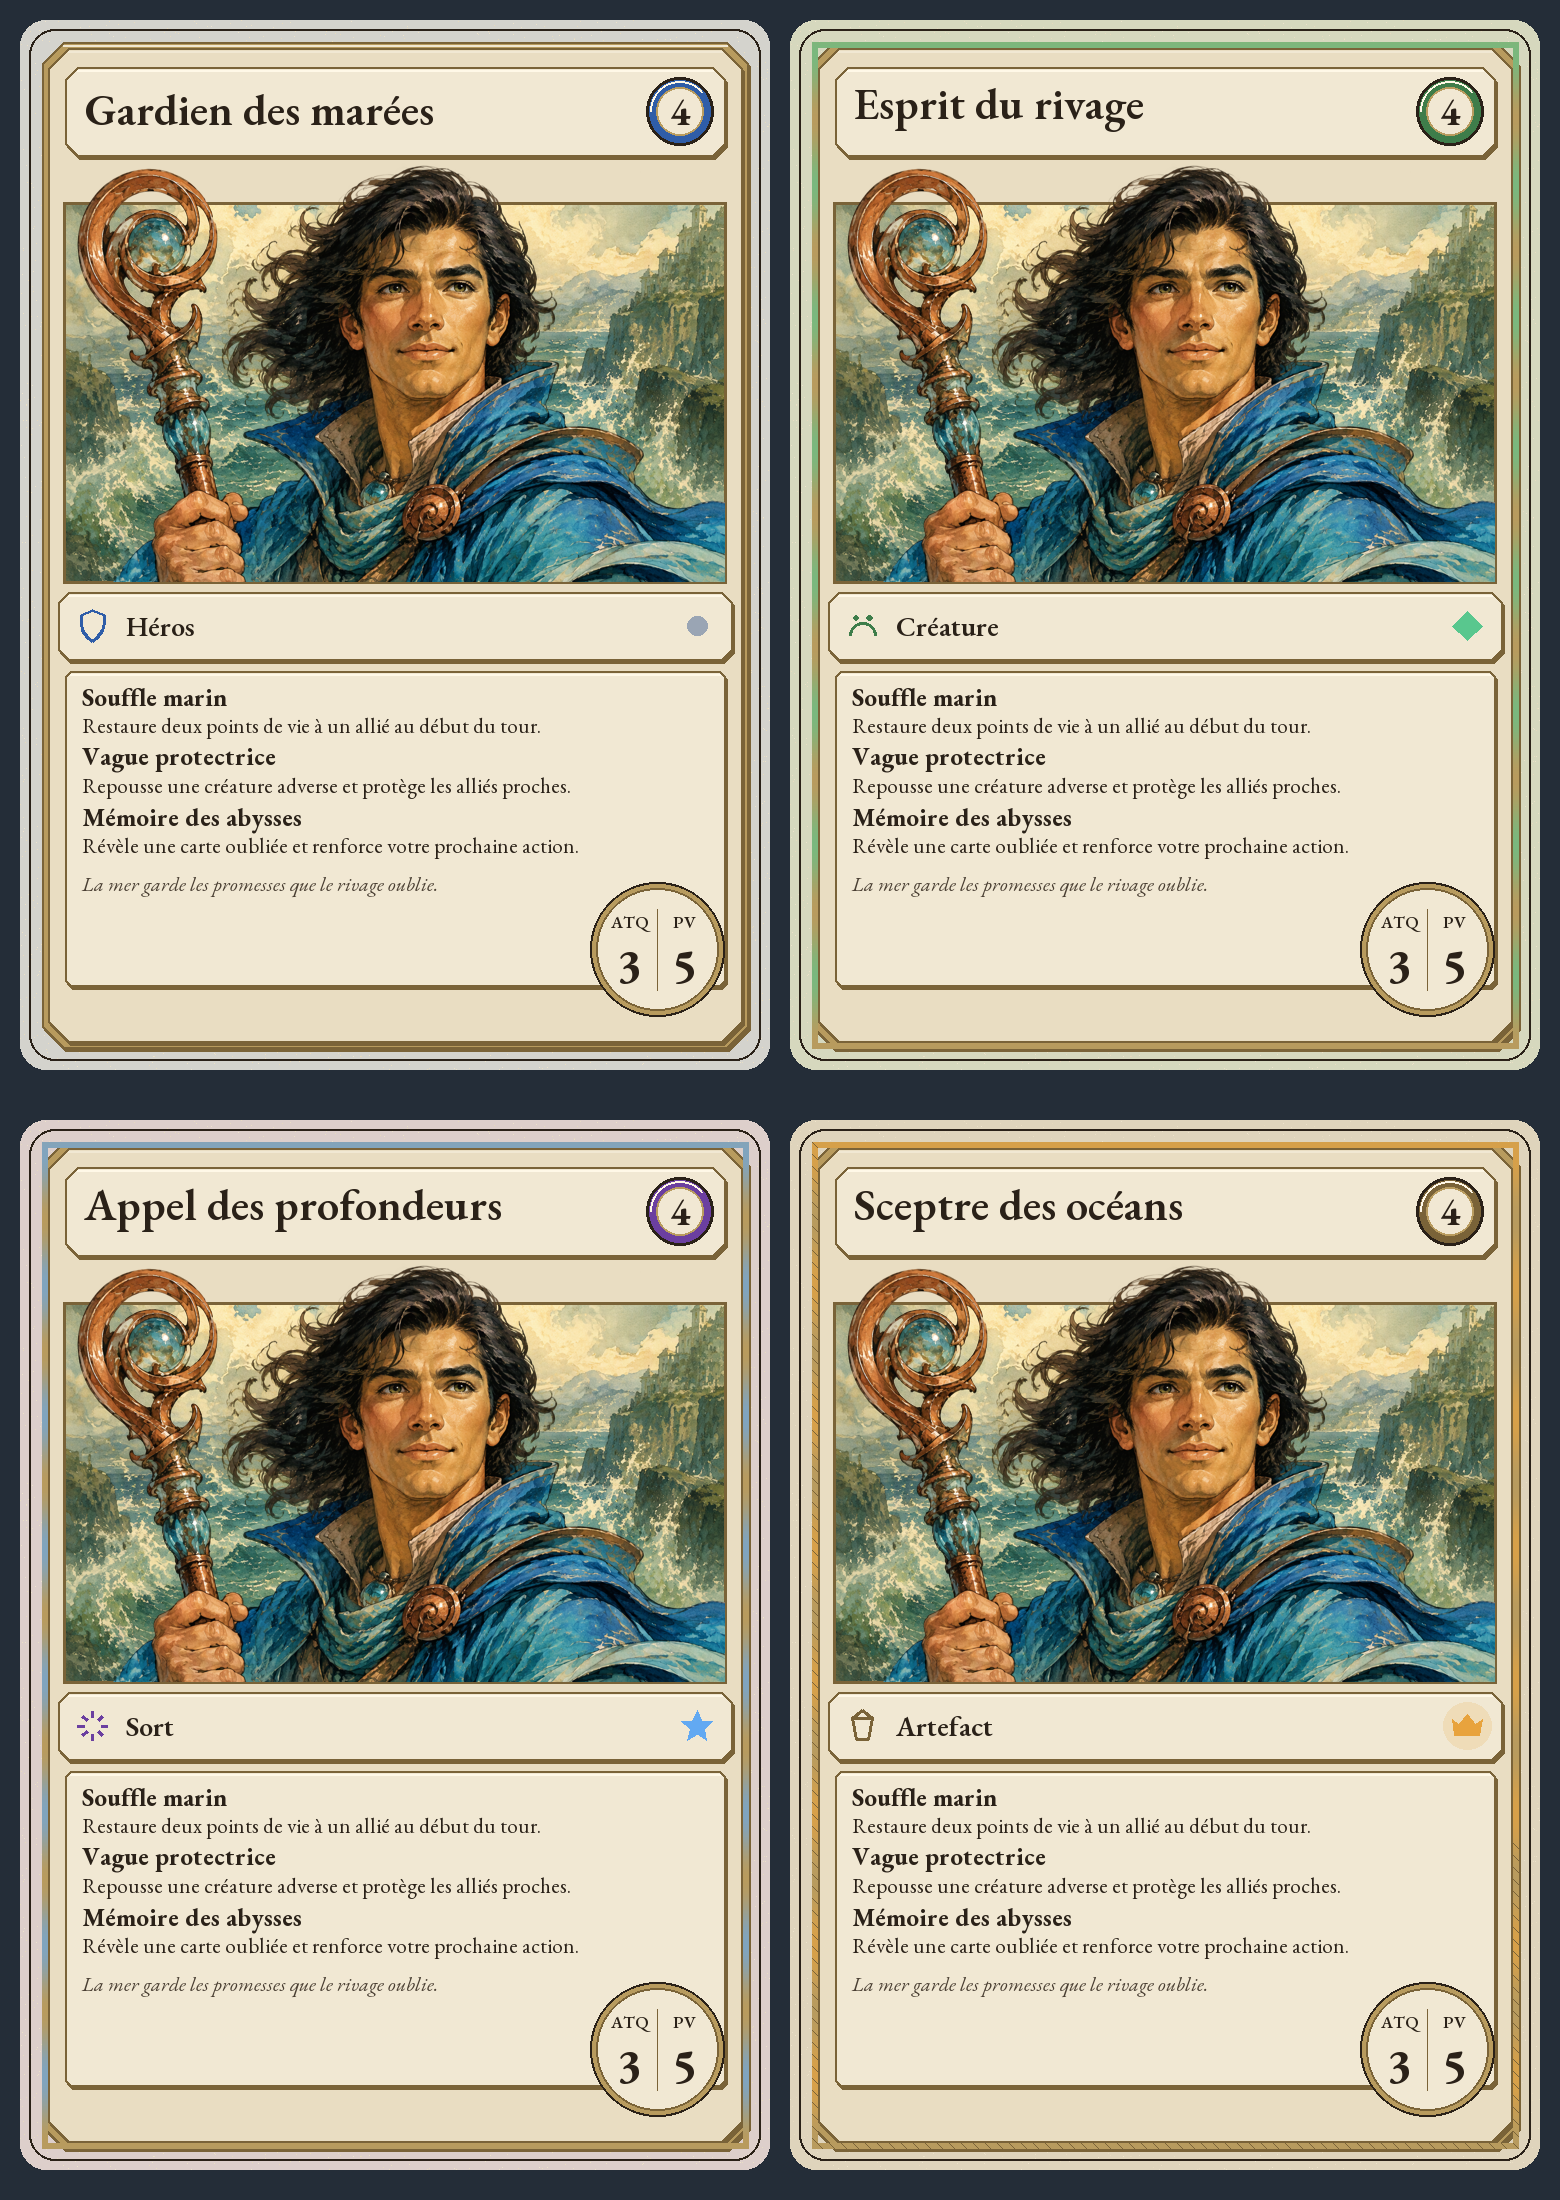 Gardien des marées
4
Héros
Souffle marin
Restaure deux points de vie à un allié au début du tour.
Vague protectrice
Repousse une créature adverse et protège les alliés proches.
Mémoire des abysses
Révèle une carte oubliée et renforce votre prochaine action.
La mer garde les promesses que le rivage oublie.
ATQ PV
3 5
Esprit du rivage
4
Créature
Souffle marin
Restaure deux points de vie à un allié au début du tour.
Vague protectrice
Repousse une créature adverse et protège les alliés proches.
Mémoire des abysses
Révèle une carte oubliée et renforce votre prochaine action.
La mer garde les promesses que le rivage oublie.
ATQ PV
3 5
Appel des profondeurs
4
Sort
Souffle marin
Restaure deux points de vie à un allié au début du tour.
Vague protectrice
Repousse une créature adverse et protège les alliés proches.
Mémoire des abysses
Révèle une carte oubliée et renforce votre prochaine action.
La mer garde les promesses que le rivage oublie.
ATQ PV
3 5
Sceptre des océans
4
Artefact
Souffle marin
Restaure deux points de vie à un allié au début du tour.
Vague protectrice
Repousse une créature adverse et protège les alliés proches.
Mémoire des abysses
Révèle une carte oubliée et renforce votre prochaine action.
La mer garde les promesses que le rivage oublie.
ATQ PV
3 5